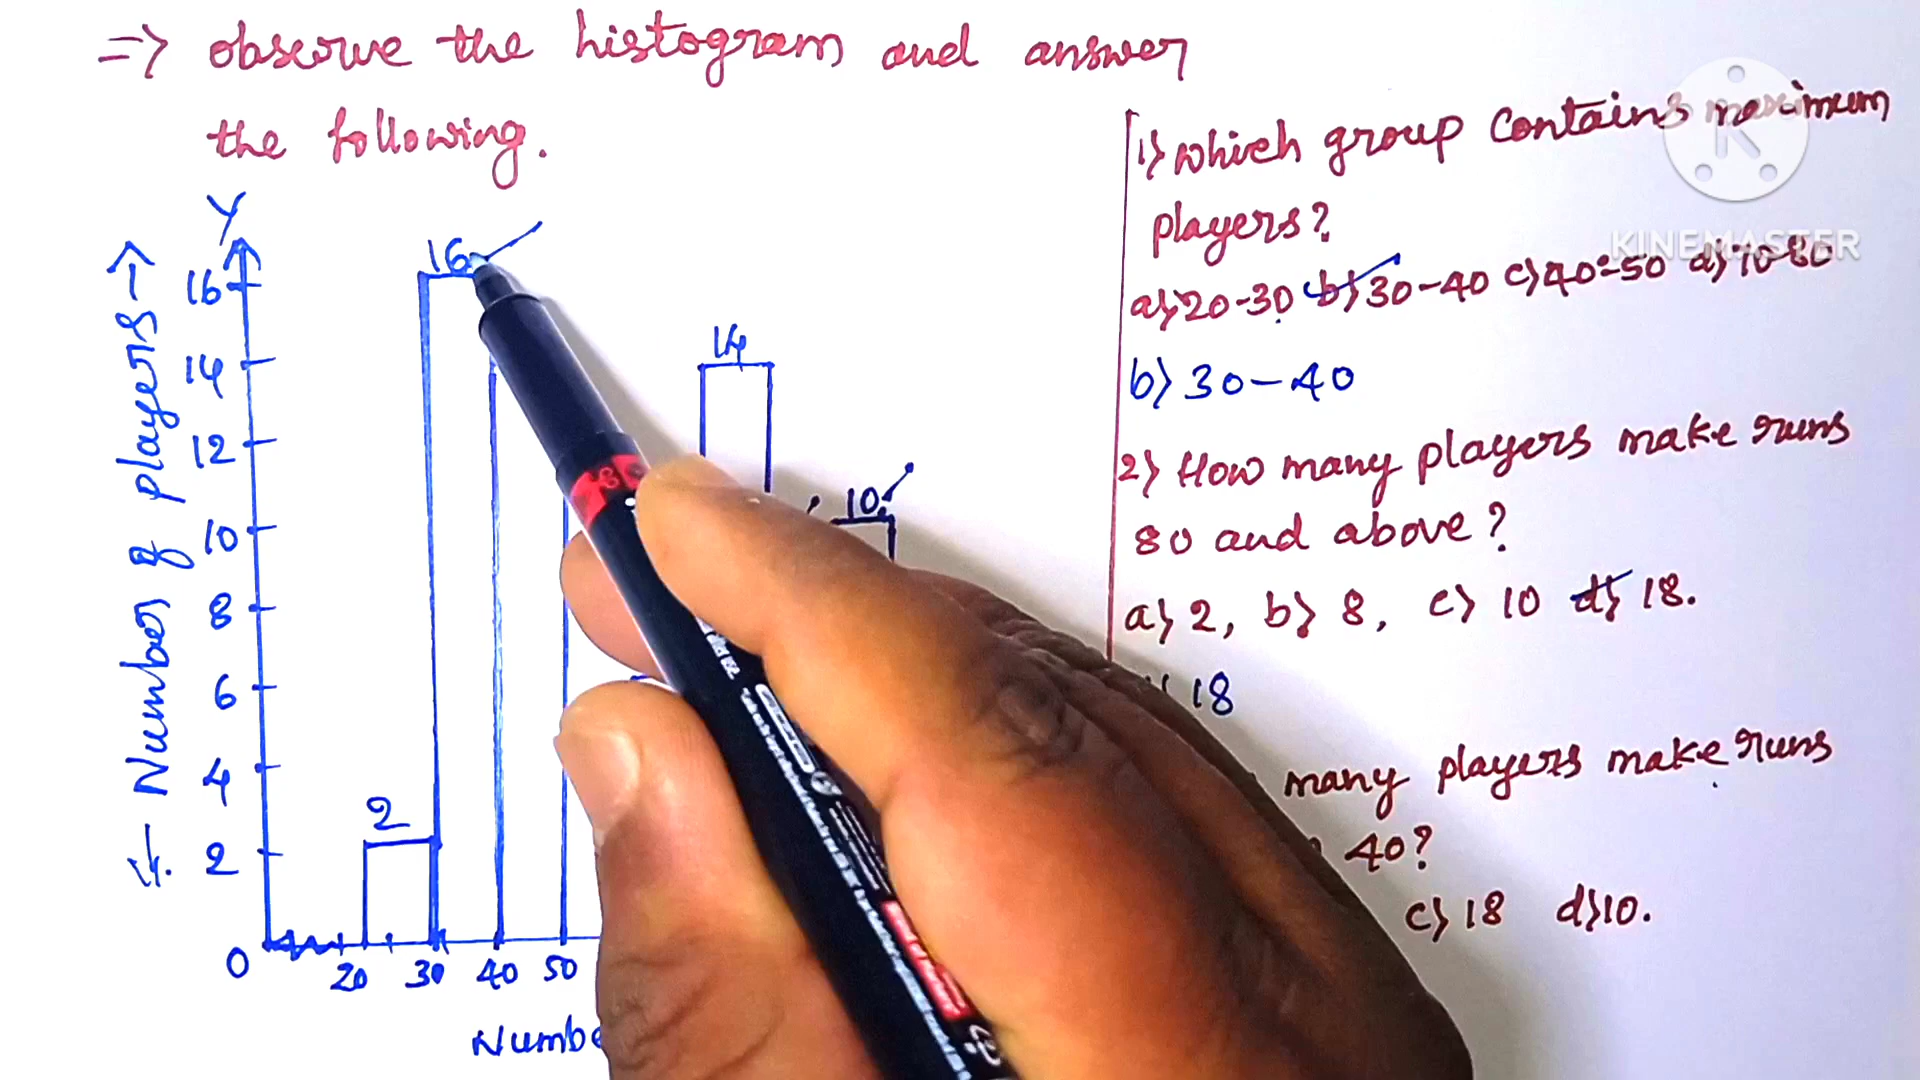 => observe the histogram and answer
the following.
Y
16
14
12
10
8
6
4
2
0
<- Number of players ->
16
14
10
2
20 30 40 50
1) which group contains maximum
players?
a) 20-30 b) 30-40 c) 40-50 d) 70-80
b) 30-40
2) How many players make runs
80 and above?
a) 2, b) 8, c) 10 d) 18.
18
many players make runs
40?
c) 18 d) 10.
K
KINEMASTER